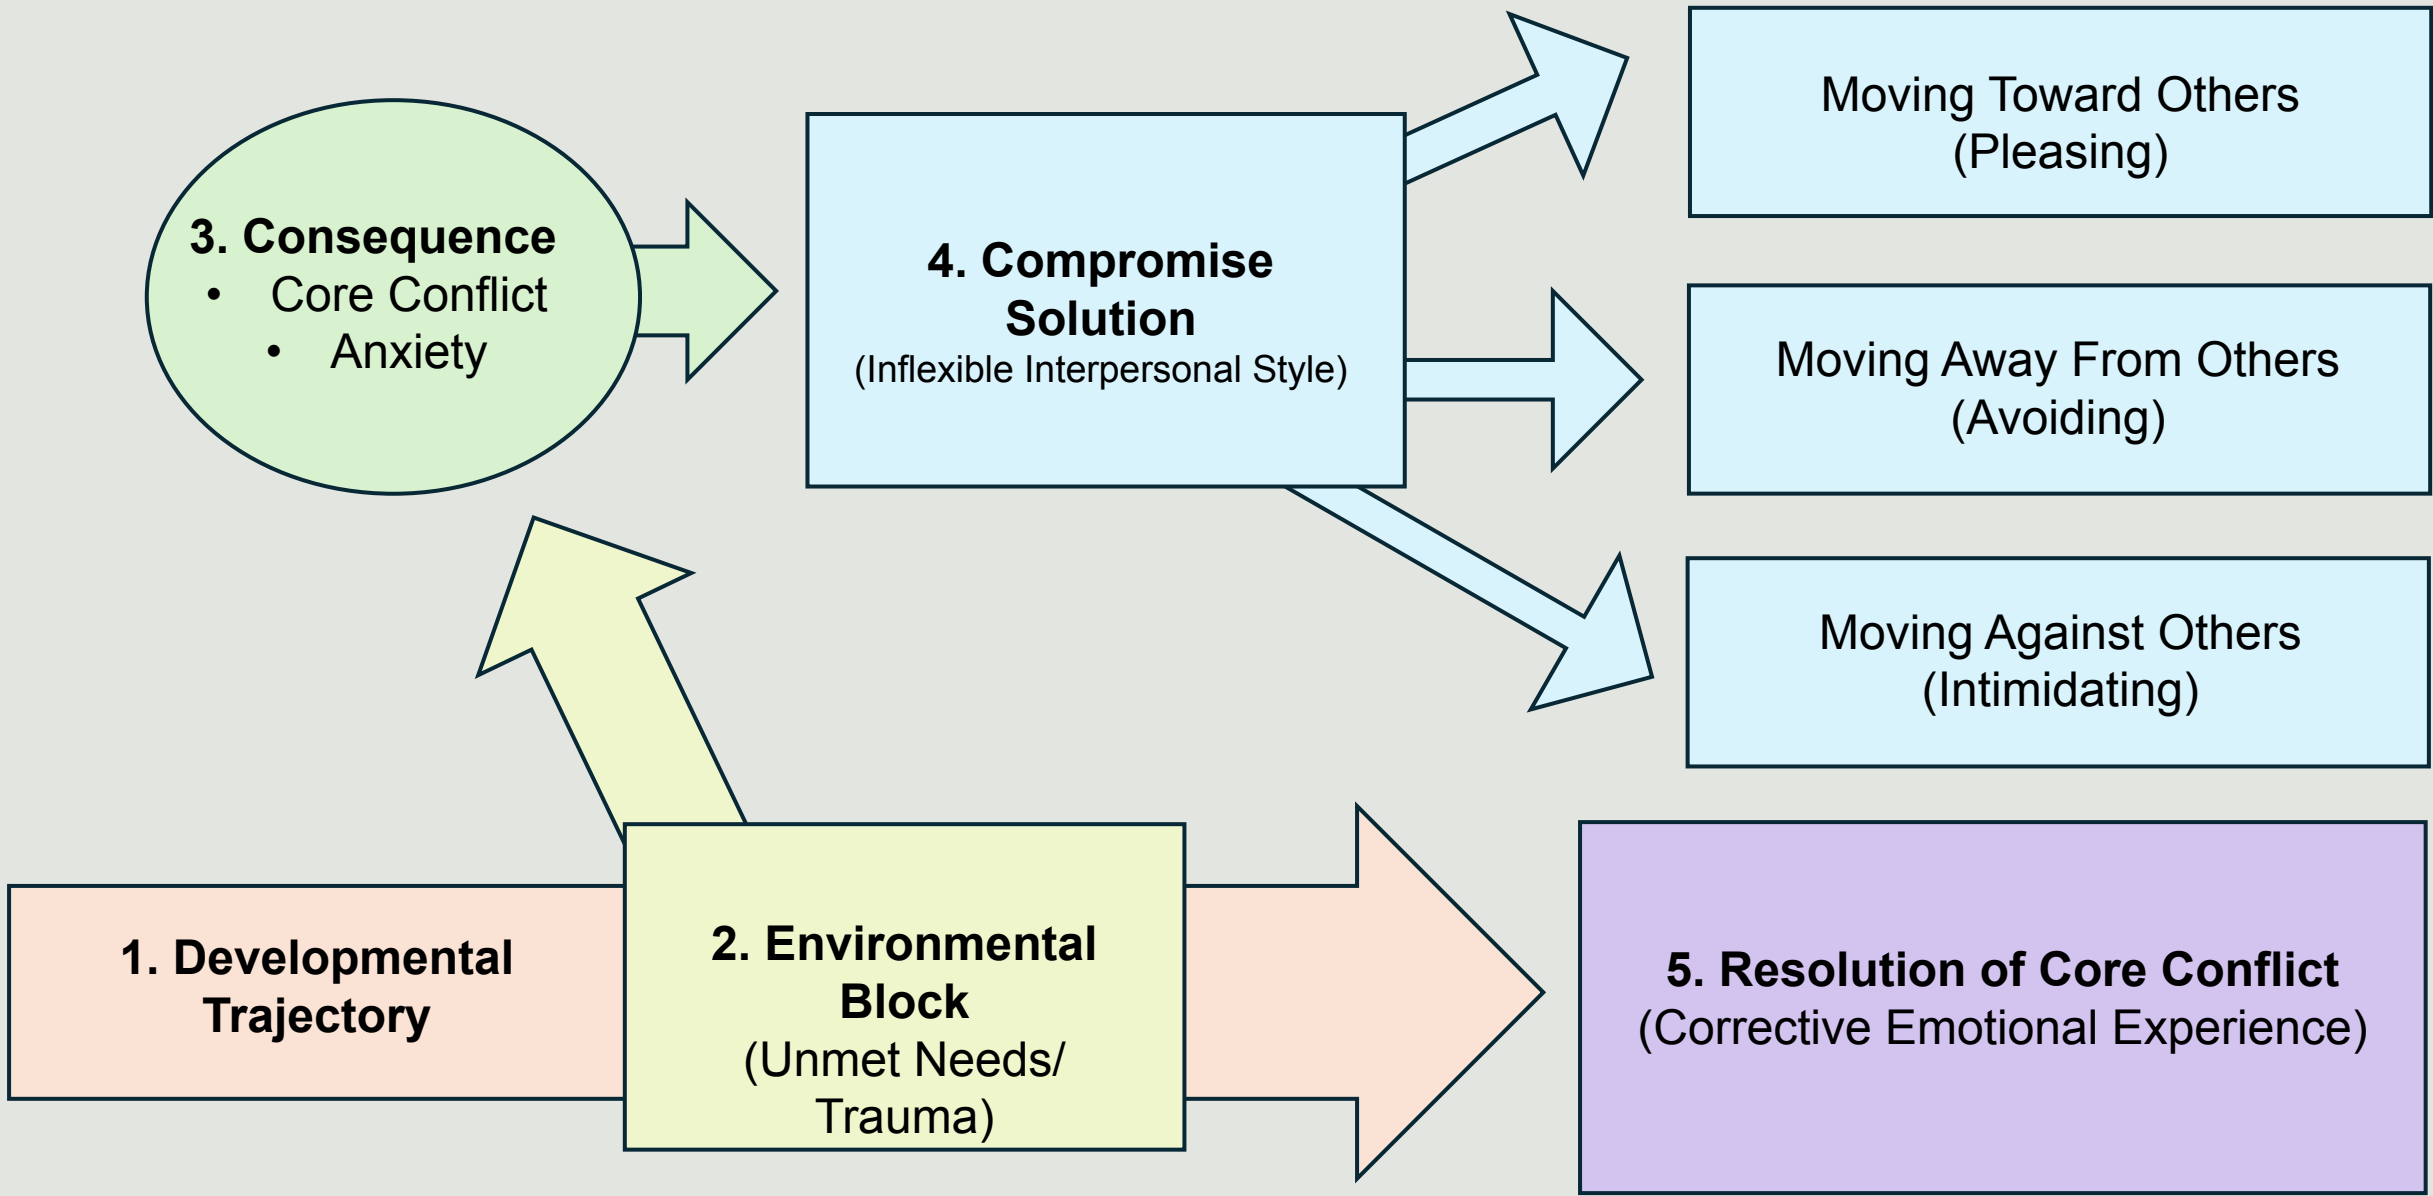 Moving Toward Others
(Pleasing)
3. Consequence
• Core Conflict
• Anxiety
4. Compromise
Solution
(Inflexible Interpersonal Style)
Moving Away From Others
(Avoiding)
Moving Against Others
(Intimidating)
1. Developmental
Trajectory
2. Environmental
Block
(Unmet Needs/
Trauma)
5. Resolution of Core Conflict
(Corrective Emotional Experience)